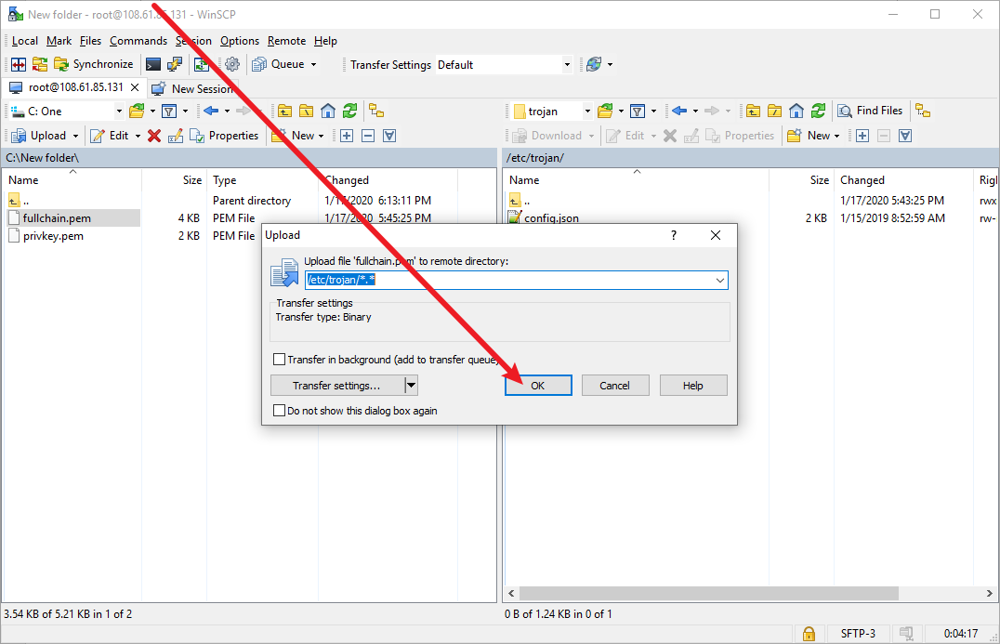 New folder - root@108.61.85.131 - WinSCP
Local Mark Files Commands Session Options Remote Help
Synchronize Queue Transfer Settings Default
root@108.61.85.131 New Session
C: One
trojan Find Files
Upload Edit Properties New
Download Edit Properties New
C:\New folder\
/etc/trojan/
Name Size Type Changed
.. Parent directory 1/17/2020 6:13:11 PM
fullchain.pem 4 KB PEM File 1/17/2020 5:45:25 PM
privkey.pem 2 KB PEM File
Name Size Changed Righ
.. 1/17/2020 5:43:25 PM rwx
config.json 2 KB 1/15/2019 8:52:59 AM rw-
Upload ?
Upload file 'fullchain.pem' to remote directory:
/etc/trojan/*.*
Transfer settings
Transfer type: Binary
Transfer in background (add to transfer queue)
Transfer settings... OK Cancel Help
Do not show this dialog box again
3.54 KB of 5.21 KB in 1 of 2
0 B of 1.24 KB in 0 of 1
SFTP-3 0:04:17